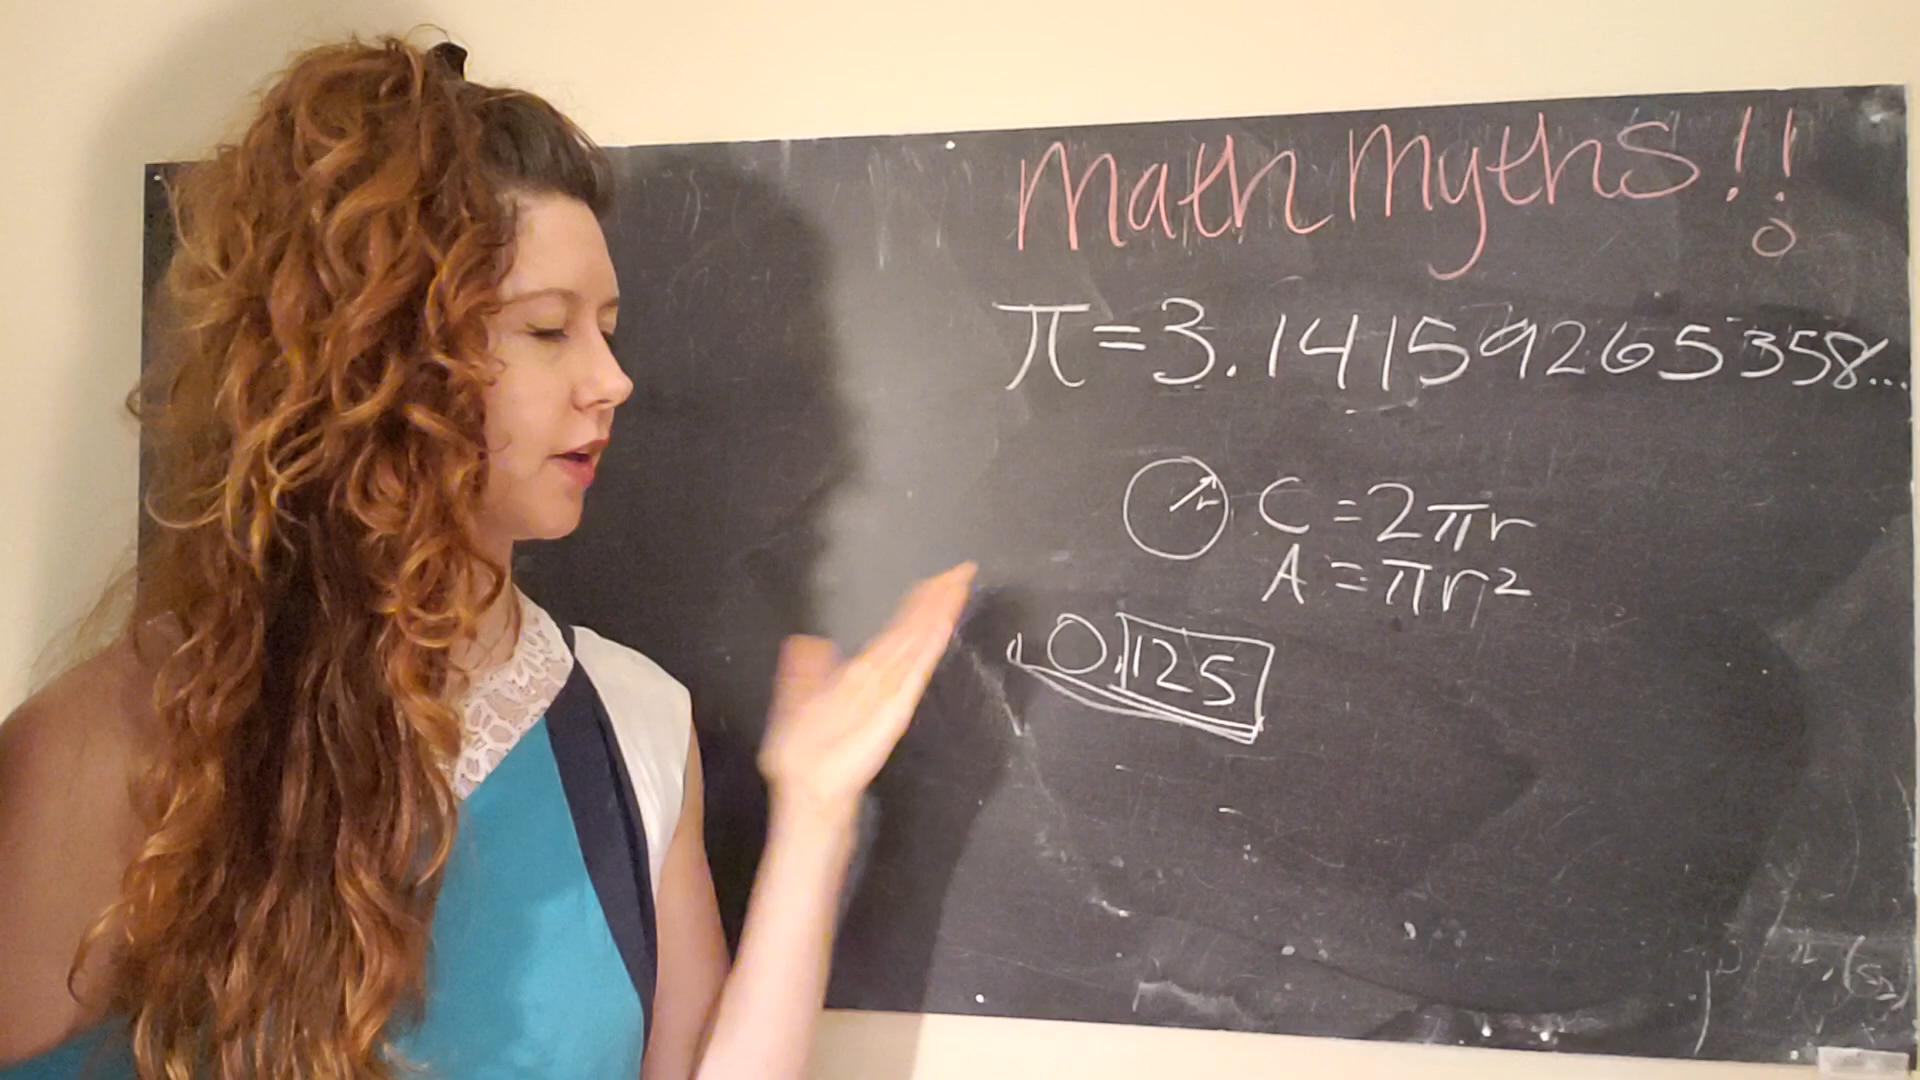 Math Myths!!
π=3.14159265358...
r C=2πr
A=πr²
0.125